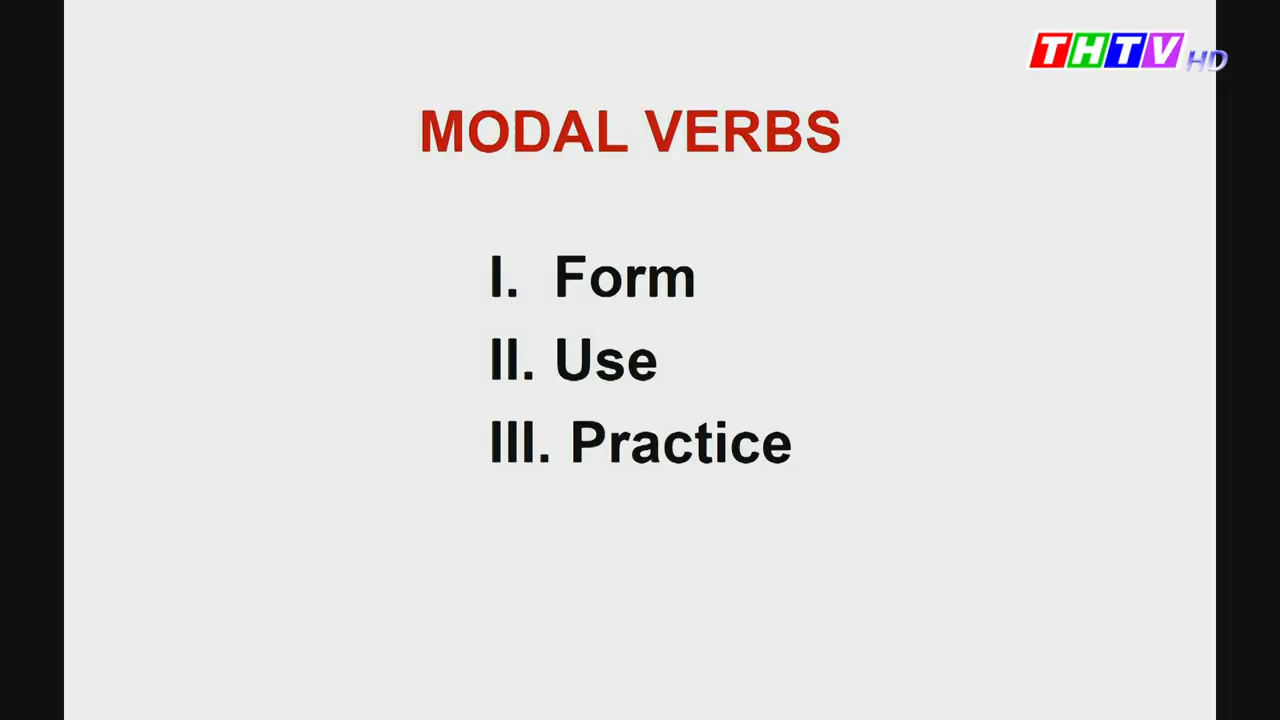 THTV HD
MODAL VERBS
I. Form
II. Use
III. Practice